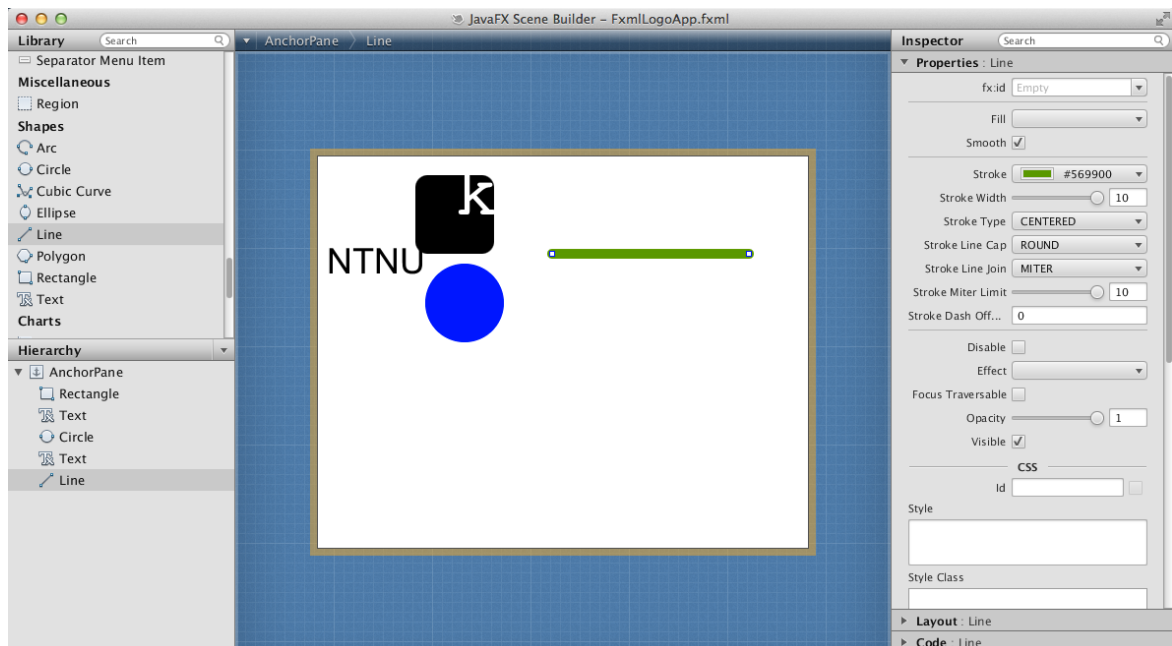 JavaFX Scene Builder – FxmlLogoApp.fxml
Library
Search
Separator Menu Item
Miscellaneous
Region
Shapes
Arc
Circle
Cubic Curve
Ellipse
Line
Polygon
Rectangle
Text
Charts
Hierarchy
AnchorPane
Rectangle
Text
Circle
Text
Line
AnchorPane Line
k
NTNU
Inspector
Search
Properties : Line
fx:id Empty
Fill
Smooth
Stroke #569900
Stroke Width 10
Stroke Type CENTERED
Stroke Line Cap ROUND
Stroke Line Join MITER
Stroke Miter Limit 10
Stroke Dash Off... 0
Disable
Effect
Focus Traversable
Opacity 1
Visible
CSS
Id
Style
Style Class
Layout : Line
Code : Line